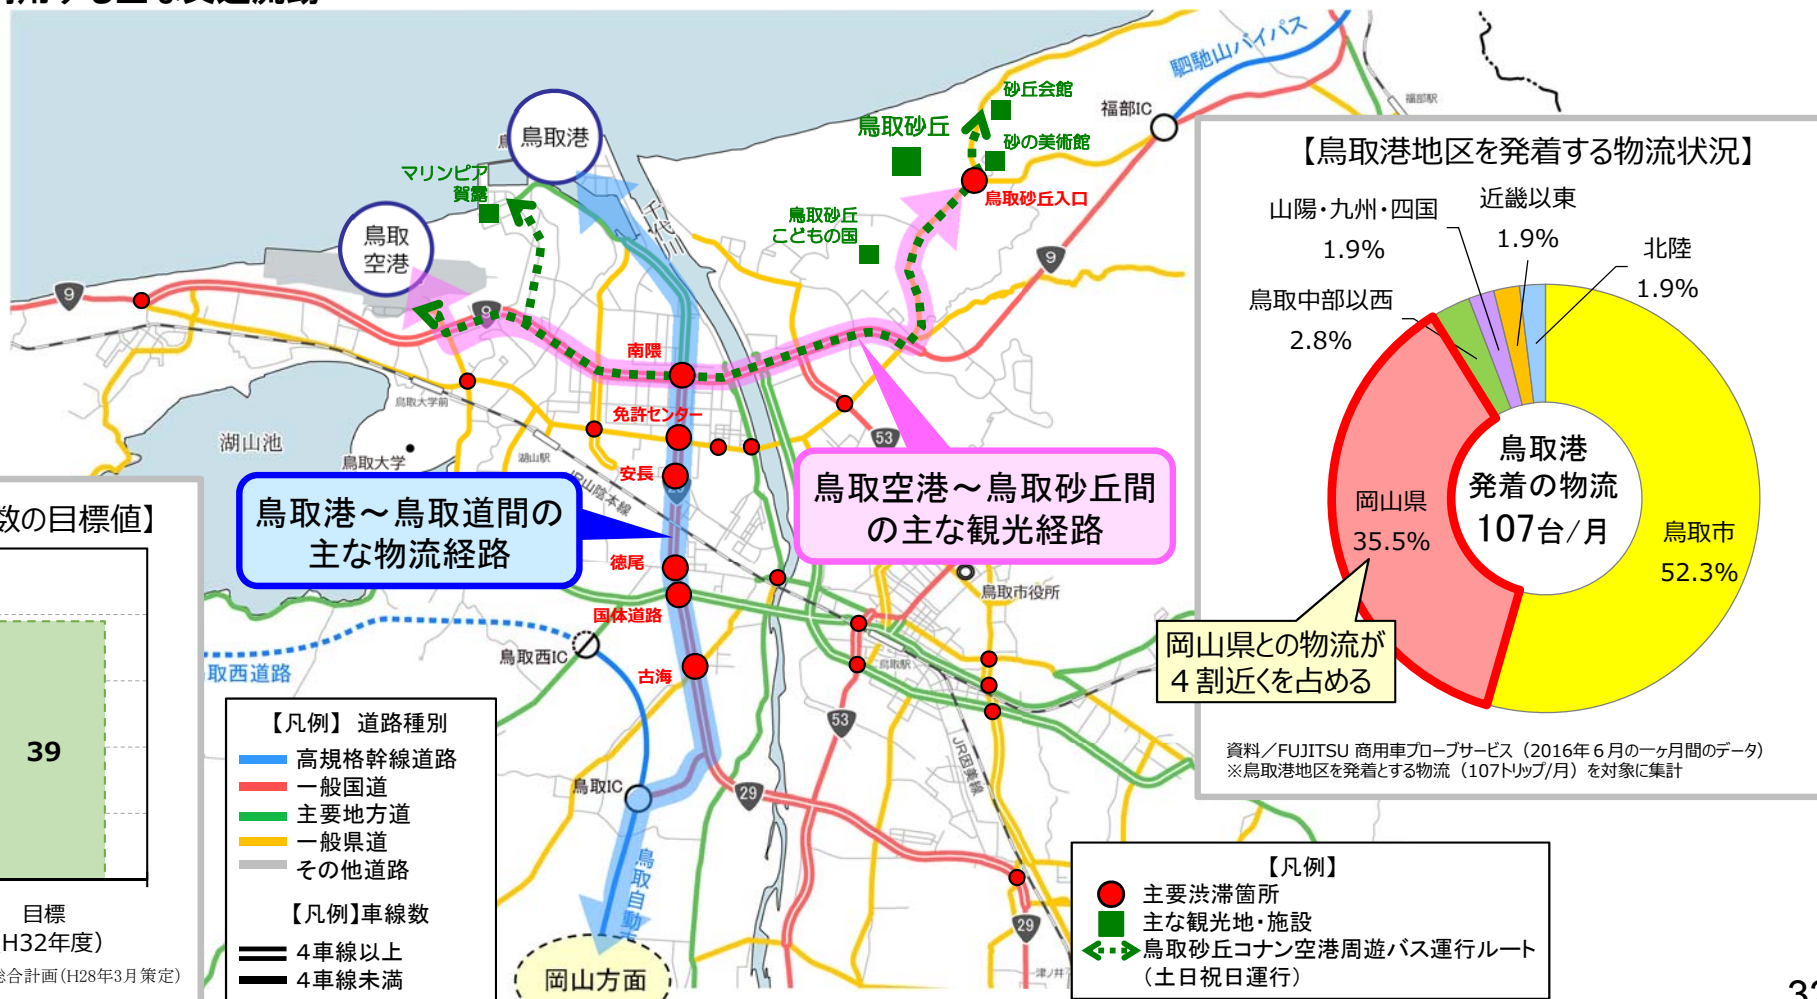 駟馳山バイパス
砂丘会館
福部IC
福部駅
鳥取砂丘
鳥取港
砂の美術館
マリンピア
賀露
鳥取砂丘入口
千代川
鳥取砂丘
こどもの国
鳥取
空港
9
9
9
南隈
免許センター
鳥取大学前
53
湖山池
鳥取大学
湖山駅
安長
JR山陰本線
鳥取港～鳥取道間の
主な物流経路
鳥取空港～鳥取砂丘間
の主な観光経路
徳尾
鳥取市役所
国体道路
鳥取西IC
古海
鳥取駅
取西道路
53
JR因美線
鳥取IC
29
29
鳥取自動
岡山方面
津ノ井
【鳥取港地区を発着する物流状況】
近畿以東
1.9%
山陽・九州・四国
1.9%
北陸
1.9%
鳥取中部以西
2.8%
鳥取港
発着の物流
107台/月
岡山県
35.5%
鳥取市
52.3%
岡山県との物流が
４割近くを占める
資料／FUJITSU 商用車プローブサービス（2016年６月の一ヶ月間のデータ）
※鳥取港地区を発着とする物流（107トリップ/月）を対象に集計
数の目標値】
39
目標
(H32年度)
総合計画(H28年3月策定)
【凡例】 道路種別
高規格幹線道路
一般国道
主要地方道
一般県道
その他道路
【凡例】車線数
４車線以上
４車線未満
【凡例】
主要渋滞箇所
主な観光地・施設
鳥取砂丘コナン空港周遊バス運行ルート
（土日祝日運行）